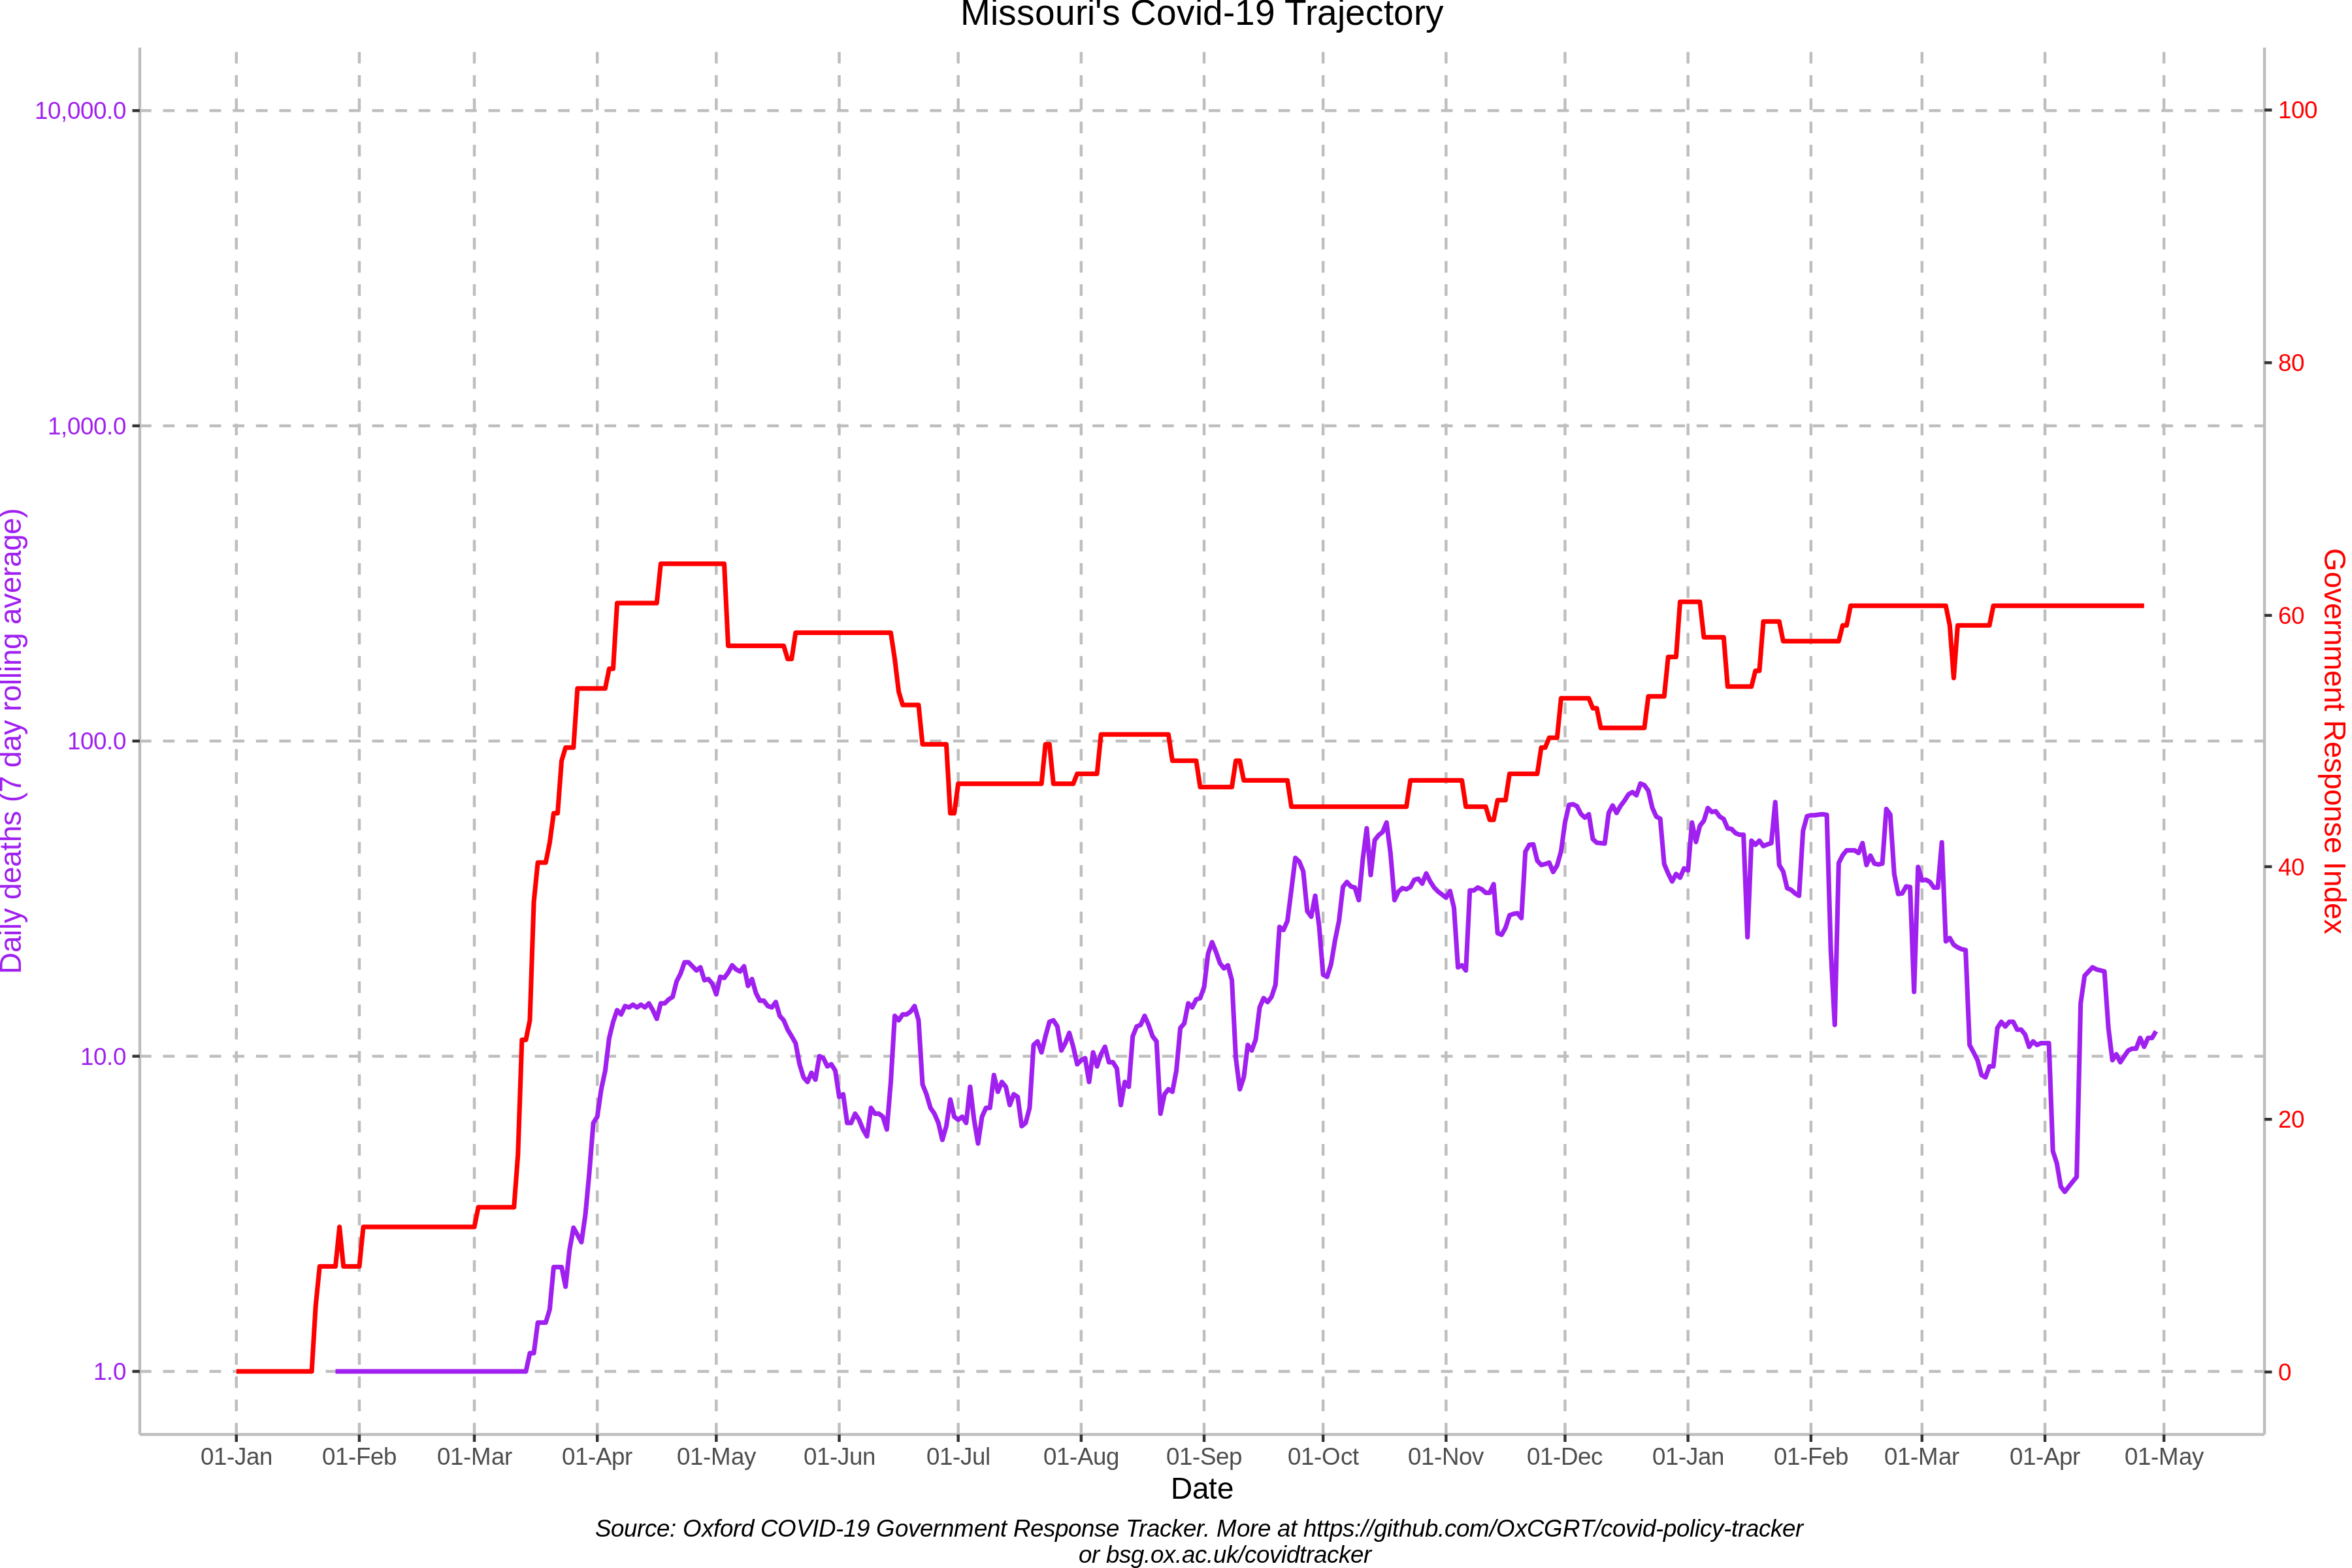 Missouri's Covid-19 Trajectory
10,000.0
1,000.0
100.0
10.0
1.0
Daily deaths (7 day rolling average)
100
80
60
40
20
0
Government Response Index
01-Jan 01-Feb 01-Mar 01-Apr 01-May 01-Jun 01-Jul 01-Aug 01-Sep 01-Oct 01-Nov 01-Dec 01-Jan 01-Feb 01-Mar 01-Apr 01-May
Date
Source: Oxford COVID-19 Government Response Tracker. More at https://github.com/OxCGRT/covid-policy-tracker
or bsg.ox.ac.uk/covidtracker